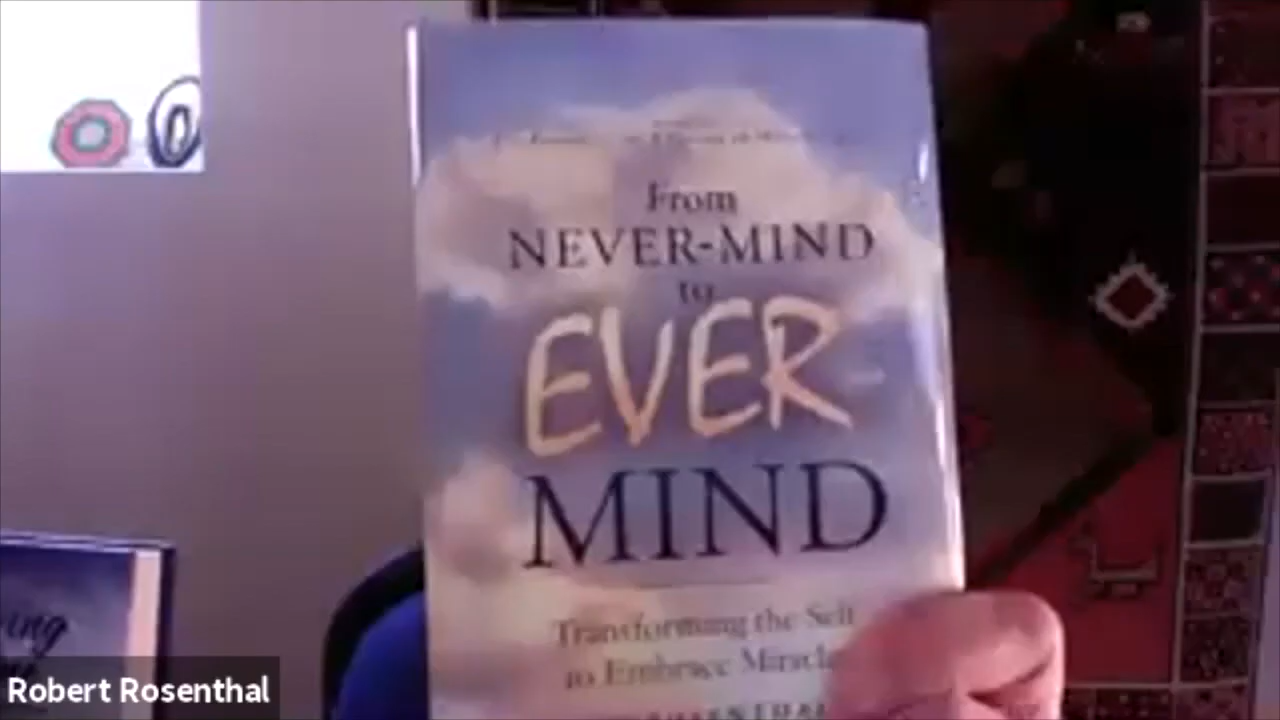 From
NEVER-MIND
to
EVER
MIND
Transforming the Self
to Embrace Miracles
Robert Rosenthal